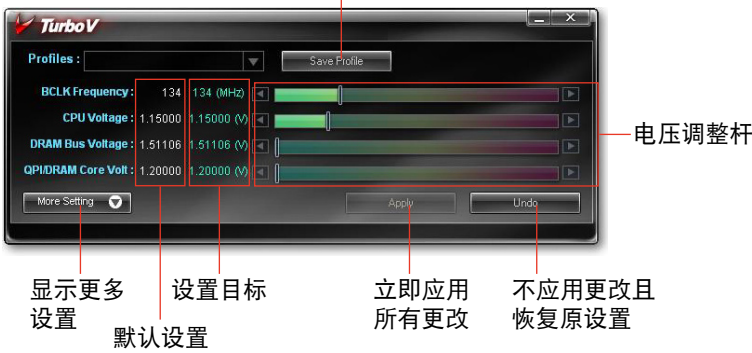 TurboV
Profiles :
Save Profile
BCLK Frequency : 134 134 (MHz)
CPU Voltage : 1.15000 1.15000 (V)
DRAM Bus Voltage : 1.51106 1.51106 (V)
QPI/DRAM Core Volt : 1.20000 1.20000 (V)
电压调整杆
More Setting
Apply
Undo
显示更多
设置
默认设置
设置目标
立即应用
所有更改
不应用更改且
恢复原设置